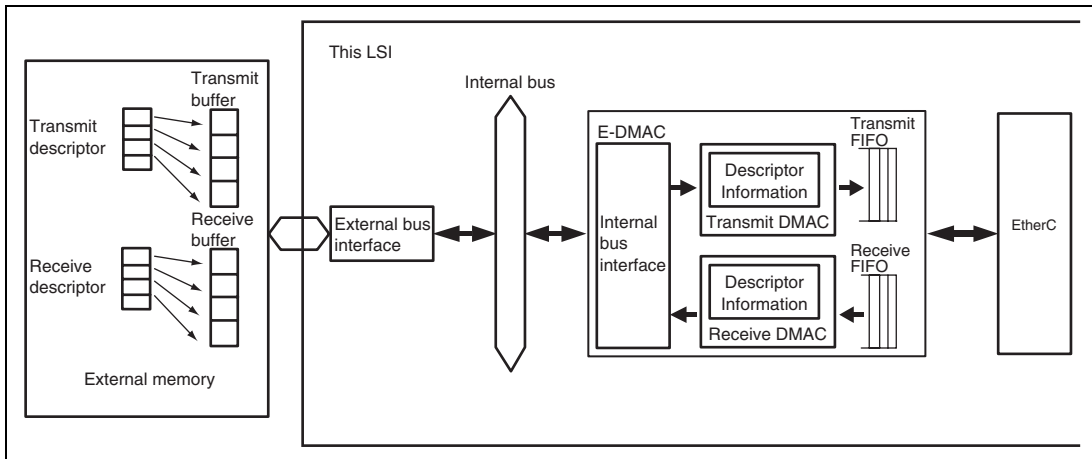 This LSI
Internal bus
Transmit
buffer
Transmit
descriptor
Receive
buffer
Receive
descriptor
External memory
External bus
interface
E-DMAC
Internal
bus
interface
Descriptor
Information
Transmit DMAC
Transmit
FIFO
Descriptor
Information
Receive DMAC
Receive
FIFO
EtherC